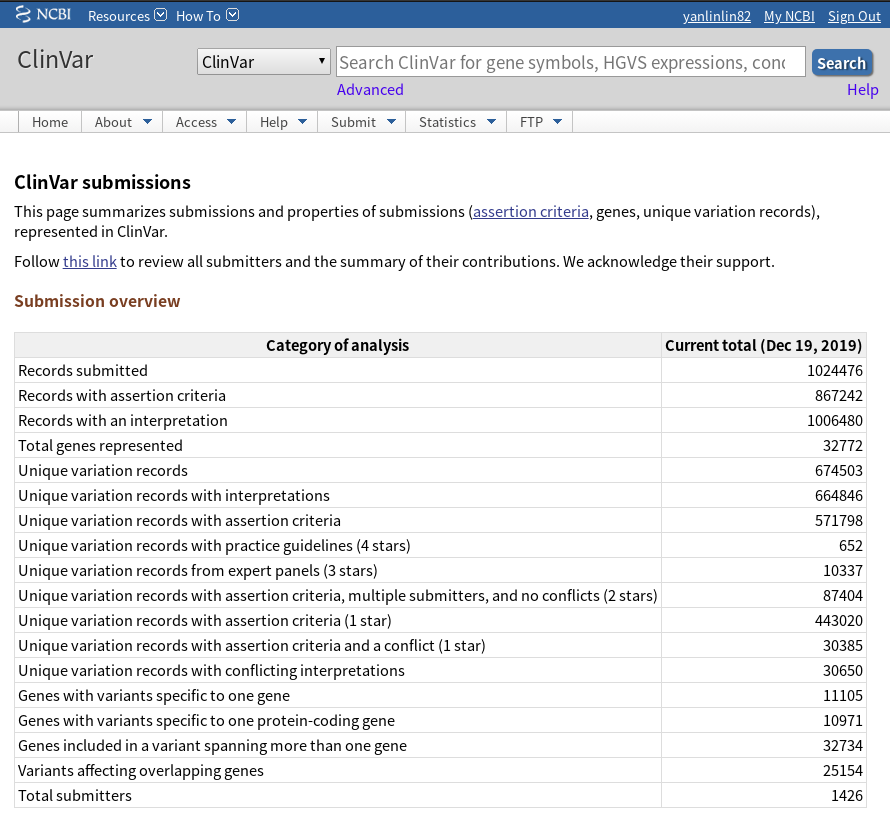 NCBI Resources How To yanlinlin82 My NCBI Sign Out
ClinVar ClinVar Search ClinVar for gene symbols, HGVS expressions, conc Search
Advanced Help
Home About Access Help Submit Statistics FTP
ClinVar submissions
This page summarizes submissions and properties of submissions (assertion criteria, genes, unique variation records),
represented in ClinVar.
Follow this link to review all submitters and the summary of their contributions. We acknowledge their support.
Submission overview
Category of analysis Current total (Dec 19, 2019)
Records submitted 1024476
Records with assertion criteria 867242
Records with an interpretation 1006480
Total genes represented 32772
Unique variation records 674503
Unique variation records with interpretations 664846
Unique variation records with assertion criteria 571798
Unique variation records with practice guidelines (4 stars) 652
Unique variation records from expert panels (3 stars) 10337
Unique variation records with assertion criteria, multiple submitters, and no conflicts (2 stars) 87404
Unique variation records with assertion criteria (1 star) 443020
Unique variation records with assertion criteria and a conflict (1 star) 30385
Unique variation records with conflicting interpretations 30650
Genes with variants specific to one gene 11105
Genes with variants specific to one protein-coding gene 10971
Genes included in a variant spanning more than one gene 32734
Variants affecting overlapping genes 25154
Total submitters 1426